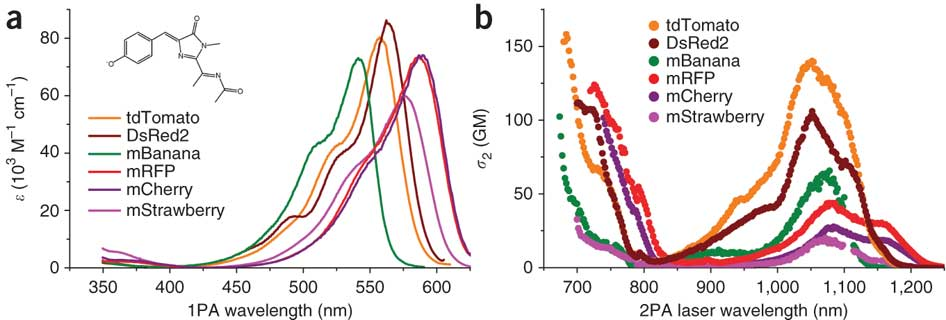 a
b
ε (10³ M⁻¹ cm⁻¹)
80
60
40
20
0
O
N
N
O
N
O
tdTomato
DsRed2
mBanana
mRFP
mCherry
mStrawberry
350
400
450
500
550
600
1PA wavelength (nm)
σ₂ (GM)
150
100
50
0
tdTomato
DsRed2
mBanana
mRFP
mCherry
mStrawberry
700
800
900
1,000
1,100
1,200
2PA laser wavelength (nm)